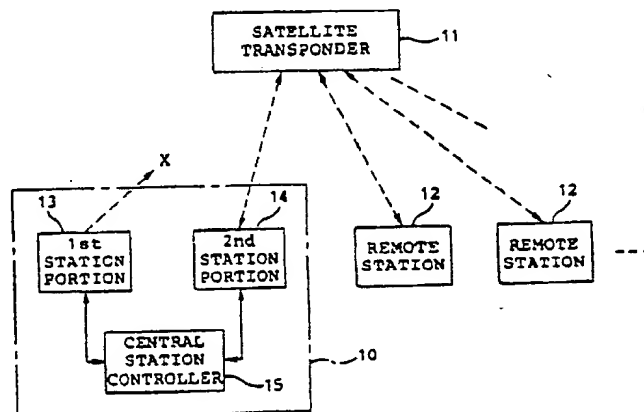 SATELLITE
TRANSPONDER
11
X
13
1st
STATION
PORTION
14
2nd
STATION
PORTION
12
REMOTE
STATION
12
REMOTE
STATION
CENTRAL
STATION
CONTROLLER
10
15